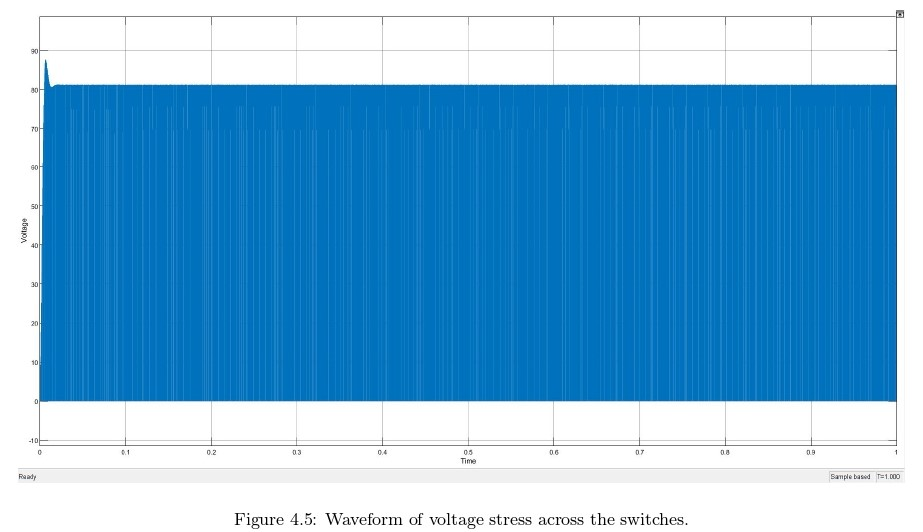 90
80
70
60
50
40
30
20
10
0
-10
Voltage
0 0.1 0.2 0.3 0.4 0.5 0.6 0.7 0.8 0.9 1
Time
Ready Sample based T=1.000
Figure 4.5: Waveform of voltage stress across the switches.